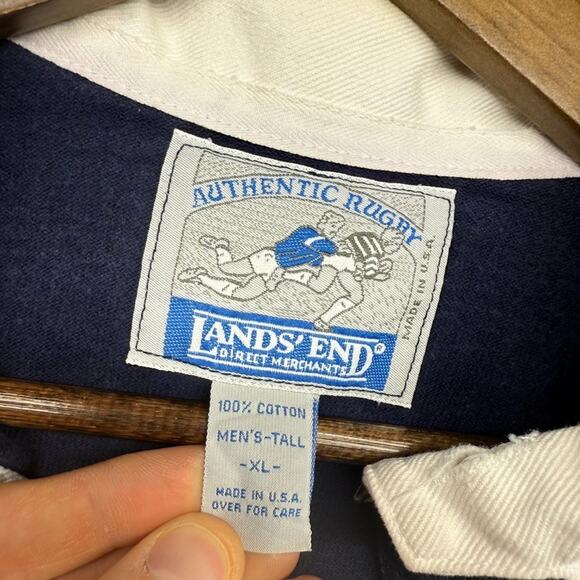 AUTHENTIC RUGBY
MADE IN U.S.A.
LANDS' END®
DIRECT MERCHANTS
100% COTTON
MEN'S-TALL
-XL-
MADE IN U.S.A.
OVER FOR CARE